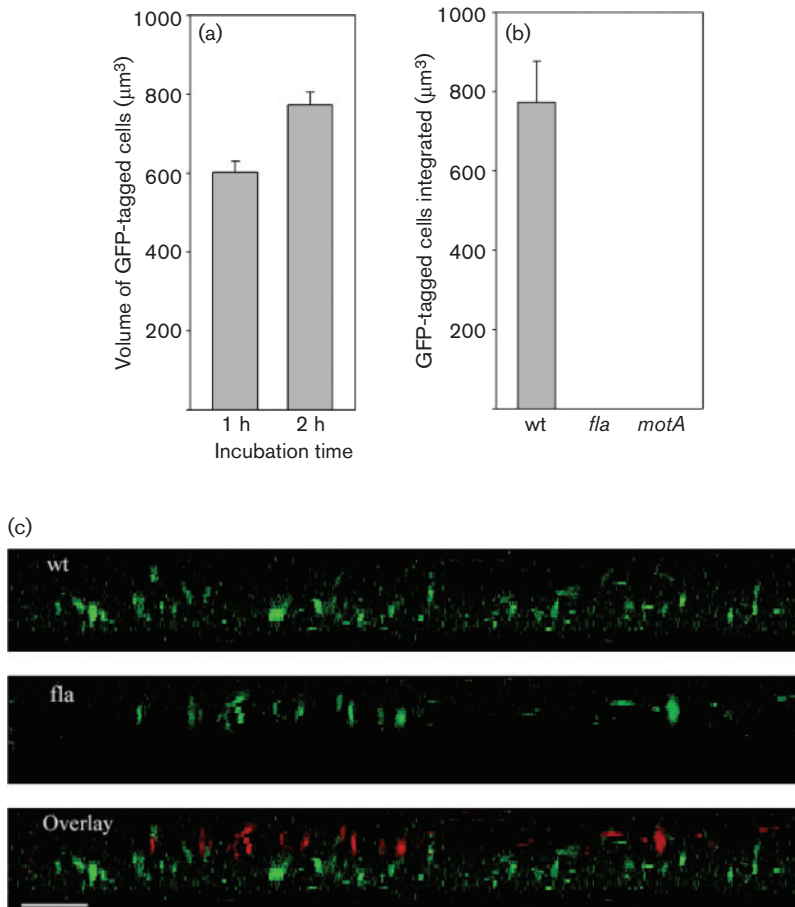 (a)
1000
800
600
400
200
Volume of GFP-tagged cells (μm³)
1 h 2 h
Incubation time
(b)
1000
800
600
400
200
GFP-tagged cells integrated (μm³)
wt fla motA
(c)
wt
fla
Overlay